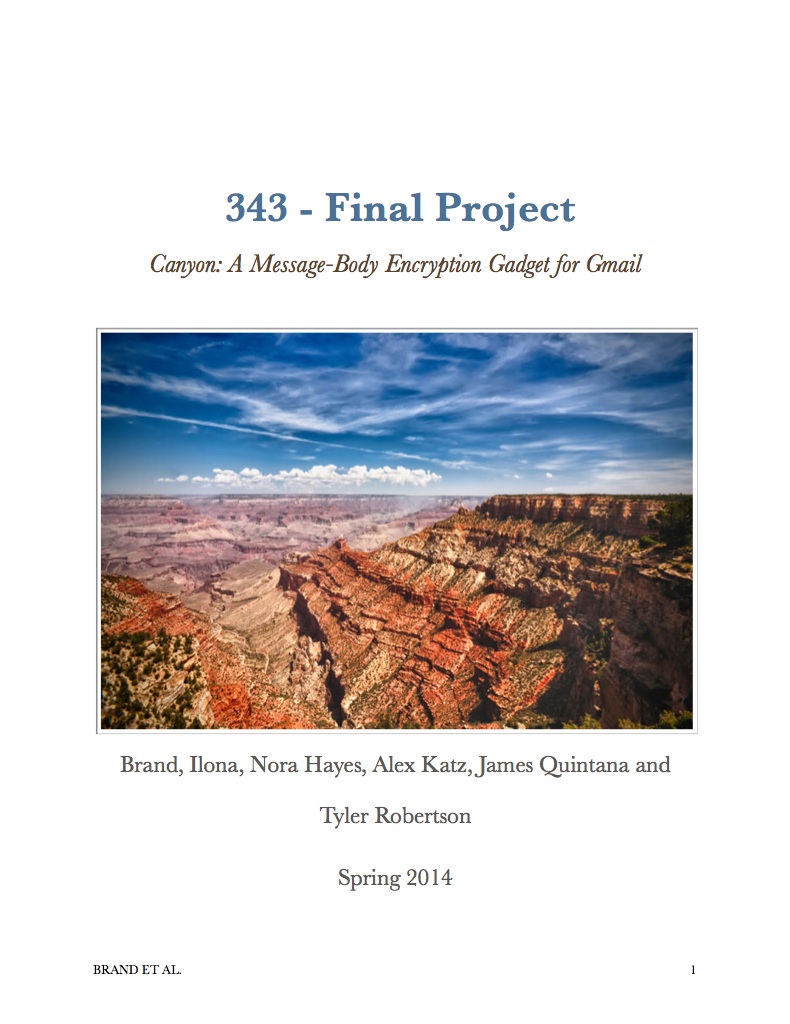 343 - Final Project
Canyon: A Message-Body Encryption Gadget for Gmail
Brand, Ilona, Nora Hayes, Alex Katz, James Quintana and
Tyler Robertson
Spring 2014
BRAND ET AL.
1